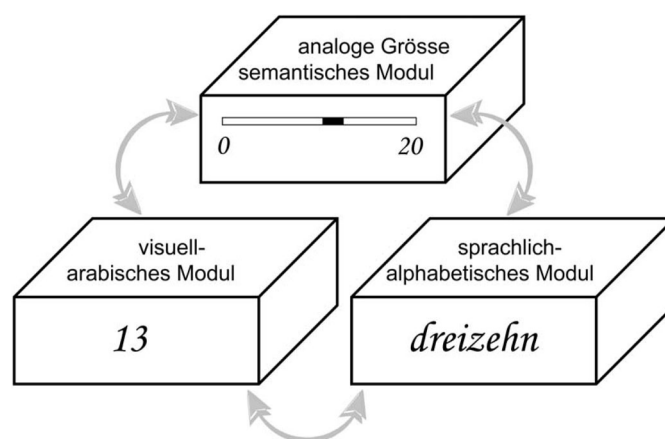 analoge Grösse
semantisches Modul
0 20
visuell-
arabisches Modul
13
sprachlich-
alphabetisches Modul
dreizehn